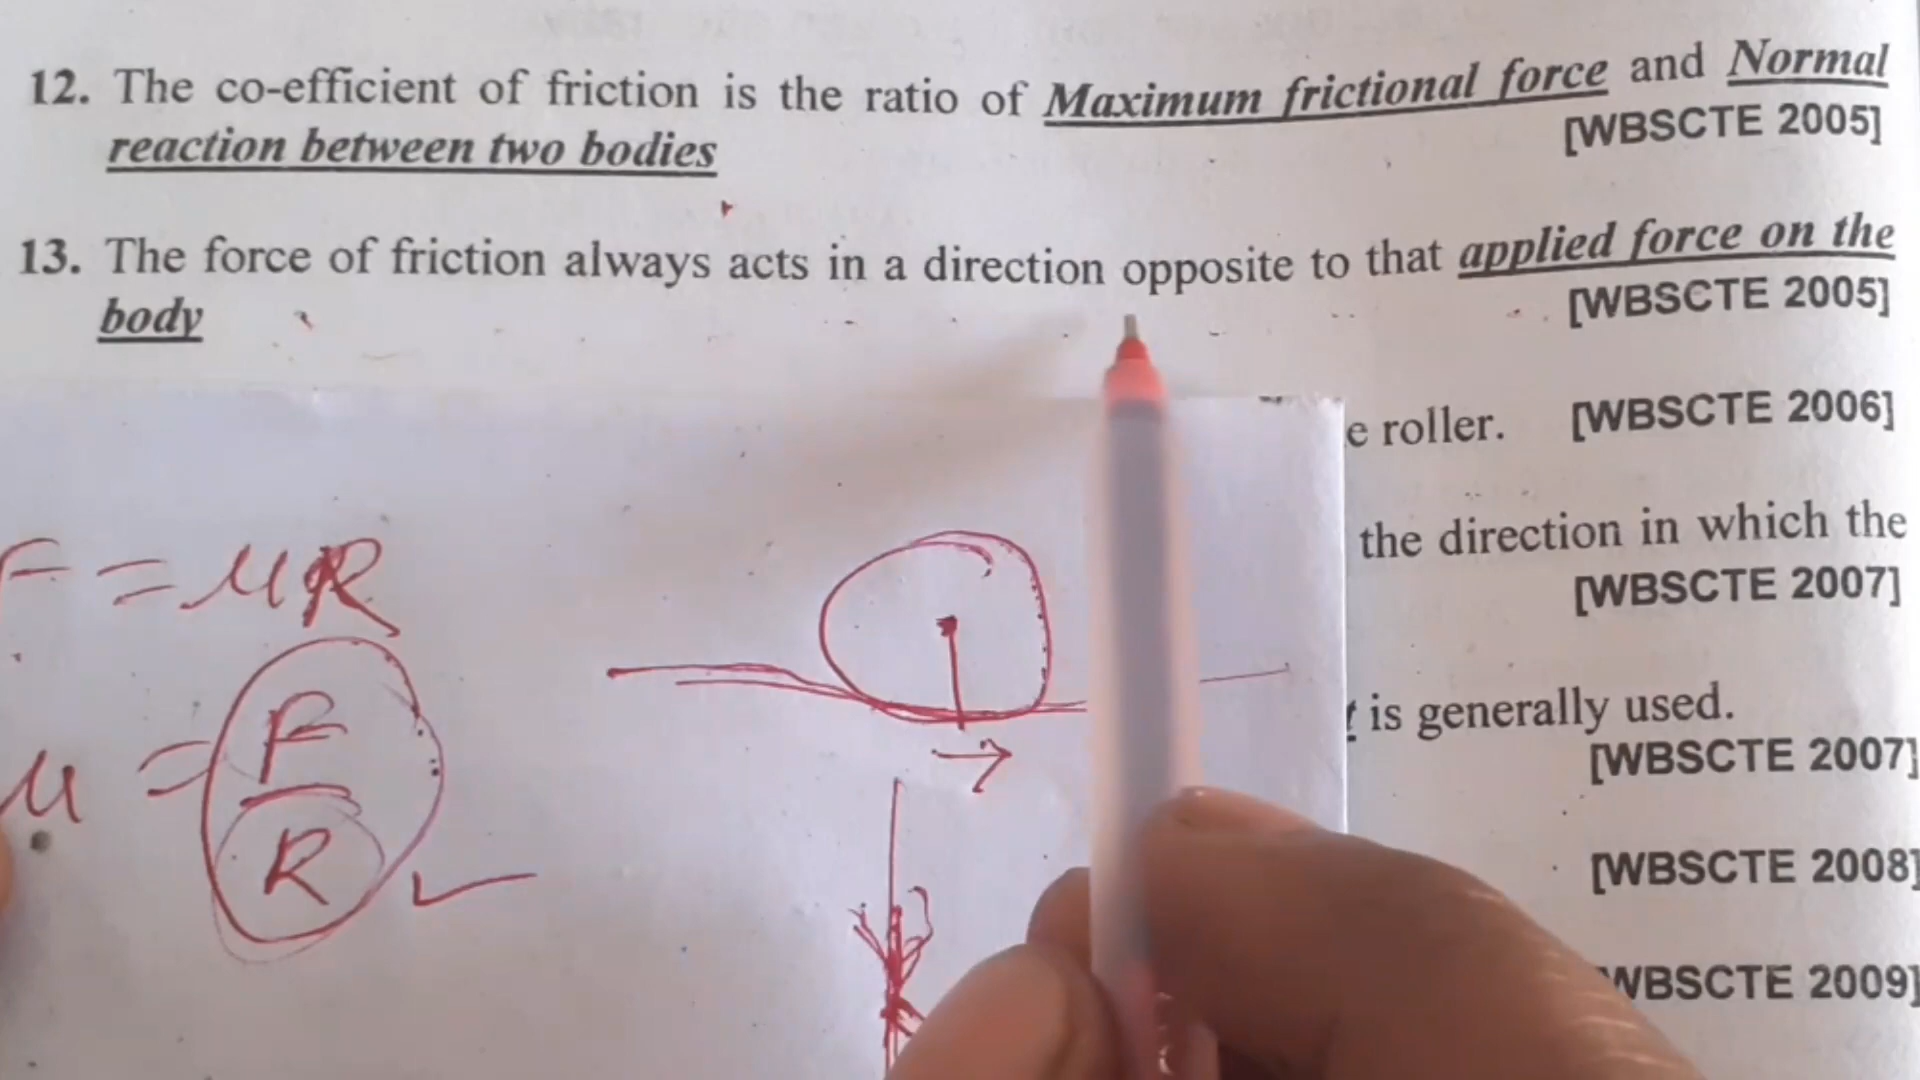 12. The co-efficient of friction is the ratio of Maximum frictional force and Normal
reaction between two bodies
[WBSCTE 2005]
13. The force of friction always acts in a direction opposite to that applied force on the
body
[WBSCTE 2005]
e roller. [WBSCTE 2006]
the direction in which the
[WBSCTE 2007]
t is generally used.
[WBSCTE 2007]
[WBSCTE 2008]
WBSCTE 2009]
F = μR
μ = F
R